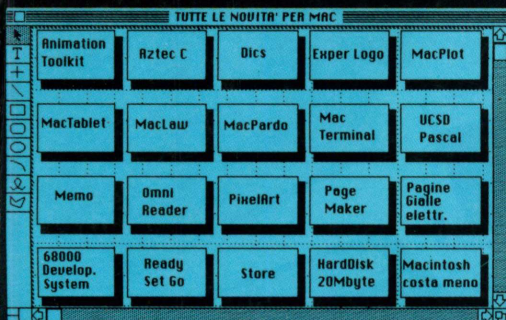 TUTTE LE NOVITA' PER MAC
Animation
Toolkit
Aztec C
Dics
Exper Logo
MacPlot
MacTablet
MacLaw
MacPardo
Mac
Terminal
UCSD
Pascal
Memo
Omni
Reader
PixelArt
Page
Maker
Pagine
Gialle
elettr.
68000
Develop.
System
Ready
Set Go
Store
HardDisk
20Mbyte
Macintosh
costa meno
T